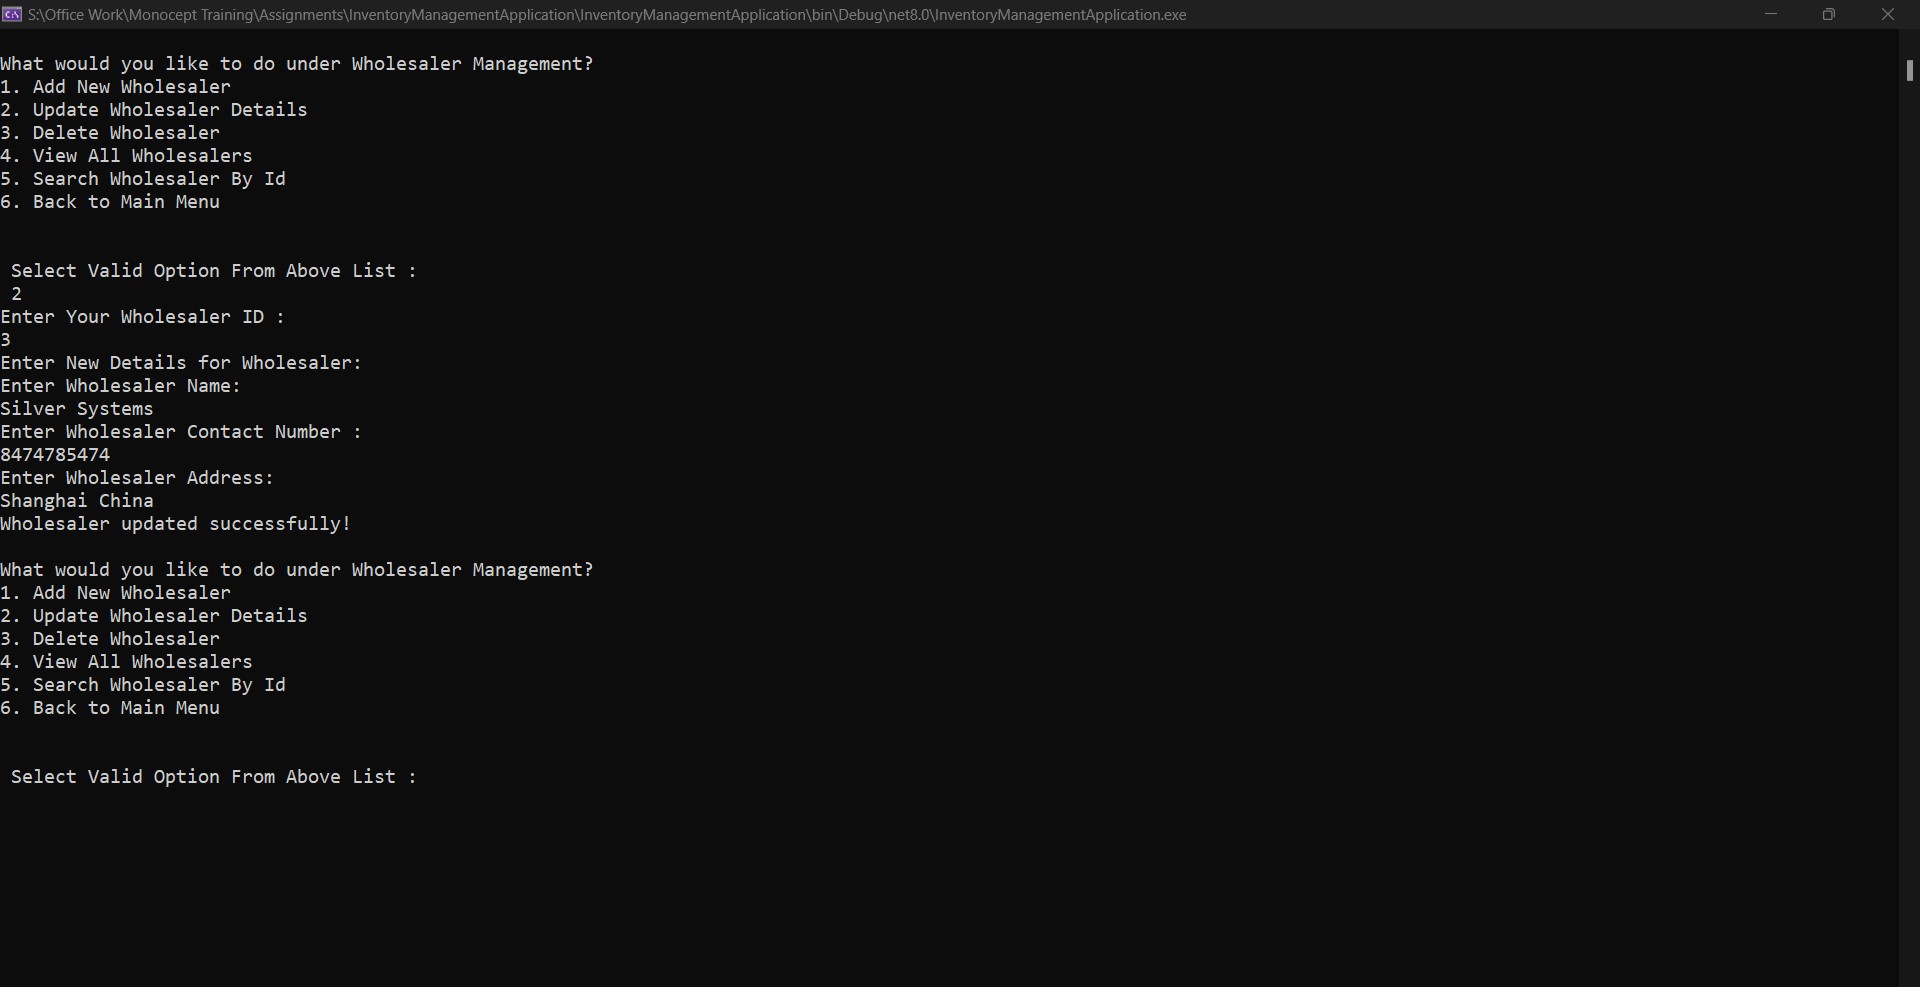 S:\Office Work\Monocept Training\Assignments\InventoryManagementApplication\InventoryManagementApplication\bin\Debug\net8.0\InventoryManagementApplication.exe
What would you like to do under Wholesaler Management?
1. Add New Wholesaler
2. Update Wholesaler Details
3. Delete Wholesaler
4. View All Wholesalers
5. Search Wholesaler By Id
6. Back to Main Menu
Select Valid Option From Above List :
2
Enter Your Wholesaler ID :
3
Enter New Details for Wholesaler:
Enter Wholesaler Name:
Silver Systems
Enter Wholesaler Contact Number :
8474785474
Enter Wholesaler Address:
Shanghai China
Wholesaler updated successfully!
What would you like to do under Wholesaler Management?
1. Add New Wholesaler
2. Update Wholesaler Details
3. Delete Wholesaler
4. View All Wholesalers
5. Search Wholesaler By Id
6. Back to Main Menu
Select Valid Option From Above List :